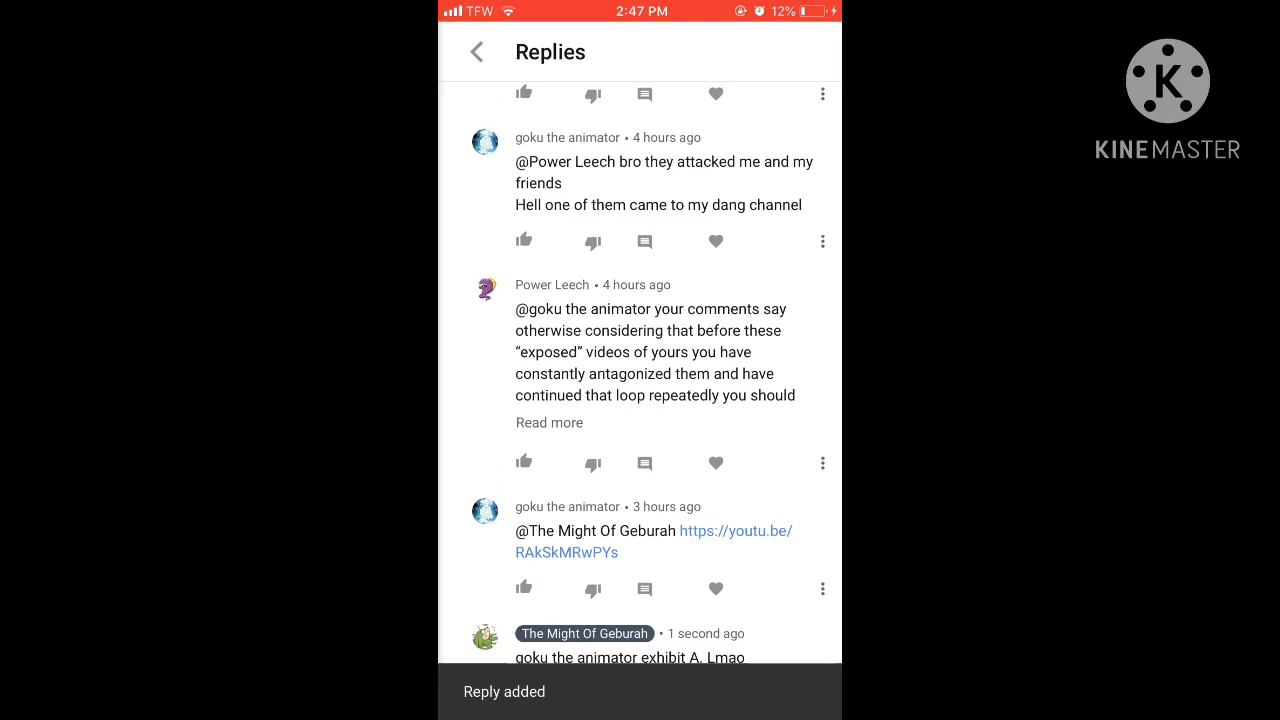 TFW 2:47 PM 12%
Replies
goku the animator • 4 hours ago
@Power Leech bro they attacked me and my
friends
Hell one of them came to my dang channel
Power Leech • 4 hours ago
@goku the animator your comments say
otherwise considering that before these
“exposed” videos of yours you have
constantly antagonized them and have
continued that loop repeatedly you should
Read more
goku the animator • 3 hours ago
@The Might Of Geburah https://youtu.be/
RAkSkMRwPYs
The Might Of Geburah • 1 second ago
goku the animator exhibit A. Lmao
Reply added
K
KINEMASTER